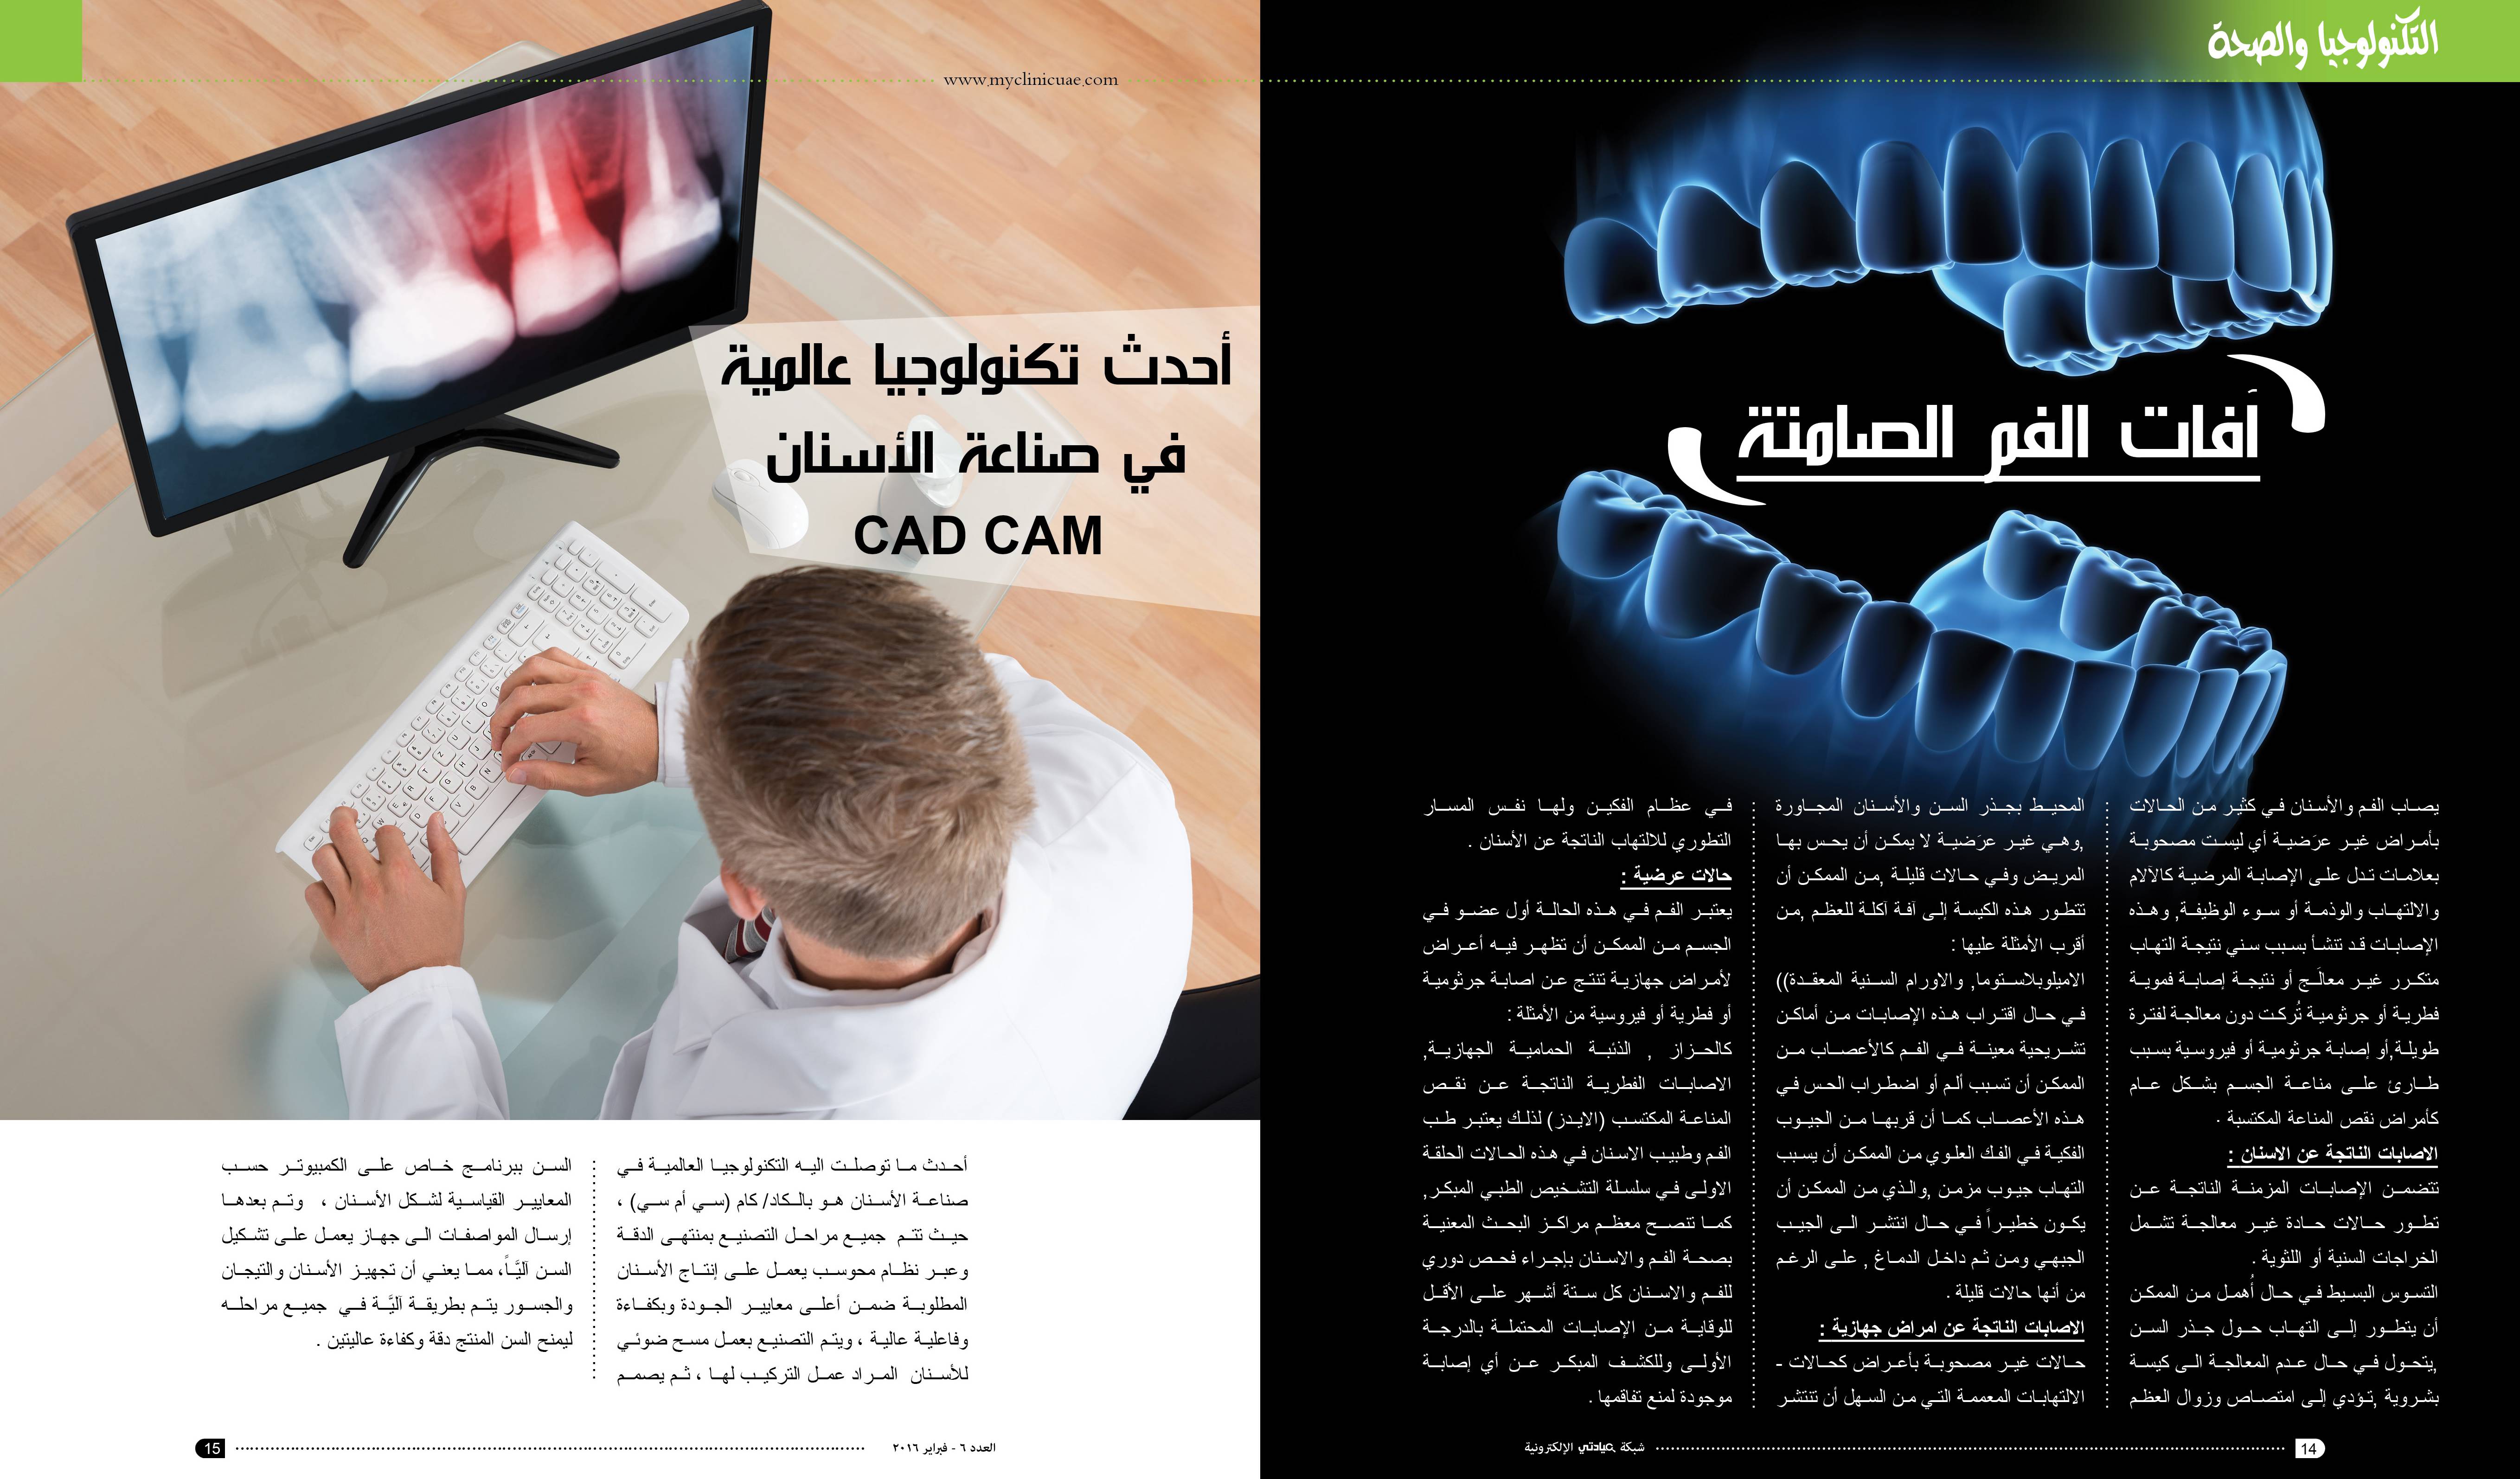 التكنولوجيا والصحة
آفات الفم الصامتة
يصاب الفم والأسنان في كثير من الحالات
بأمراض غير عرَضية أي ليست مصحوبة
بعلامات تدل على الإصابة المرضية كالآلام
والالتهاب والوذمة أو سوء الوظيفة, وهذه
الإصابات قد تنشأ بسبب سني نتيجة التهاب
متكرر غير معالَج أو نتيجة إصابة فموية
فطرية أو جرثومية تُركت دون معالجة لفترة
طويلة,أو إصابة جرثومية أو فيروسية بسبب
طارئ على مناعة الجسم بشكل عام
كأمراض نقص المناعة المكتسبة .
الاصابات الناتجة عن الاسنان :
تتضمن الإصابات المزمنة الناتجة عن
تطور حالات حادة غير معالجة تشمل
الخراجات السنية أو اللثوية .
التسوس البسيط في حال أُهمل من الممكن
أن يتطور إلى التهاب حول جذر السن
,يتحول في حال عدم المعالجة الى كيسة
بشروية ,تؤدي إلى امتصاص وزوال العظم
المحيط بجذر السن والأسنان المجاورة
,وهي غير عرَضية لا يمكن أن يحس بها
المريض وفي حالات قليلة ,من الممكن أن
تتطور هذه الكيسة إلى آفة آكلة للعظم ,من
أقرب الأمثلة عليها :
الاميلوبلاستوما, والاورام السنية المعقدة))
في حال اقتراب هذه الإصابات من أماكن
تشريحية معينة في الفم كالأعصاب من
الممكن أن تسبب ألم أو اضطراب الحس في
هذه الأعصاب كما أن قربها من الجيوب
الفكية في الفك العلوي من الممكن أن يسبب
التهاب جيوب مزمن ,والذي من الممكن أن
يكون خطيراً في حال انتشر الى الجيب
الجبهي ومن ثم داخل الدماغ , على الرغم
من أنها حالات قليلة .
الاصابات الناتجة عن امراض جهازية :
حالات غير مصحوبة بأعراض كحالات -
الالتهابات المعممة التي من السهل أن تنتشر
في عظام الفكين ولها نفس المسار
التطوري للالتهاب الناتجة عن الأسنان .
حالات عرضية :
يعتبر الفم في هذه الحالة أول عضو في
الجسم من الممكن أن تظهر فيه أعراض
لأمراض جهازية تنتج عن اصابة جرثومية
أو فطرية أو فيروسية من الأمثلة :
كالحزاز , الذئبة الحمامية الجهازية,
الاصابات الفطرية الناتجة عن نقص
المناعة المكتسب (الايدز) لذلك يعتبر طب
الفم وطبيب الاسنان في هذه الحالات الحلقة
الاولى في سلسلة التشخيص الطبي المبكر,
كما تنصح معظم مراكز البحث المعنية
بصحة الفم والاسنان بإجراء فحص دوري
للفم والاسنان كل ستة أشهر على الأقل
للوقاية من الإصابات المحتملة بالدرجة
الأولى وللكشف المبكر عن أي إصابة
موجودة لمنع تفاقمها .
14
شبكة عيادتي الإلكترونية
www.myclinicuae.com
أحدث تكنولوجيا عالمية
في صناعة الأسنان
CAD CAM
أحدث ما توصلت اليه التكنولوجيا العالمية في
صناعة الأسنان هو بالكاد/ كام (سي أم سي) ،
حيث تتم جميع مراحل التصنيع بمنتهى الدقة
وعبر نظام محوسب يعمل على إنتاج الأسنان
المطلوبة ضمن أعلى معايير الجودة وبكفاءة
وفاعلية عالية ، ويتم التصنيع بعمل مسح ضوئي
للأسنان المراد عمل التركيب لها ، ثم يصمم
السن ببرنامج خاص على الكمبيوتر حسب
المعايير القياسية لشكل الأسنان ، وتم بعدها
إرسال المواصفات الى جهاز يعمل على تشكيل
السن آليَّاً، مما يعني أن تجهيز الأسنان والتيجان
والجسور يتم بطريقة آليَّة في جميع مراحله
ليمنح السن المنتج دقة وكفاءة عاليتين .
العدد ٦ - فبراير ٢٠١٦
15